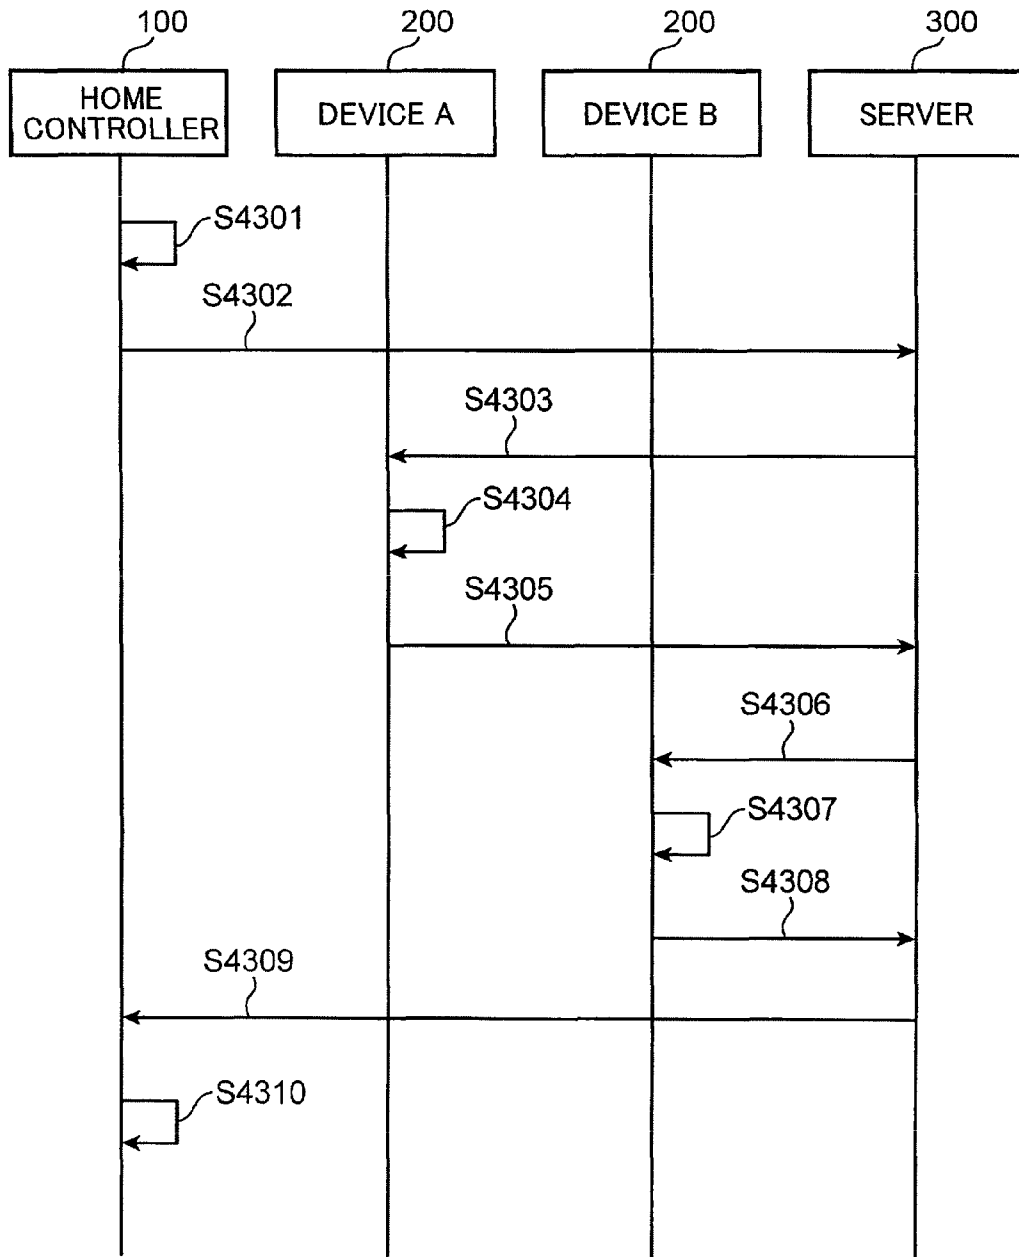 100
200
200
300
HOME
CONTROLLER
DEVICE A
DEVICE B
SERVER
S4301
S4302
S4303
S4304
S4305
S4306
S4307
S4308
S4309
S4310